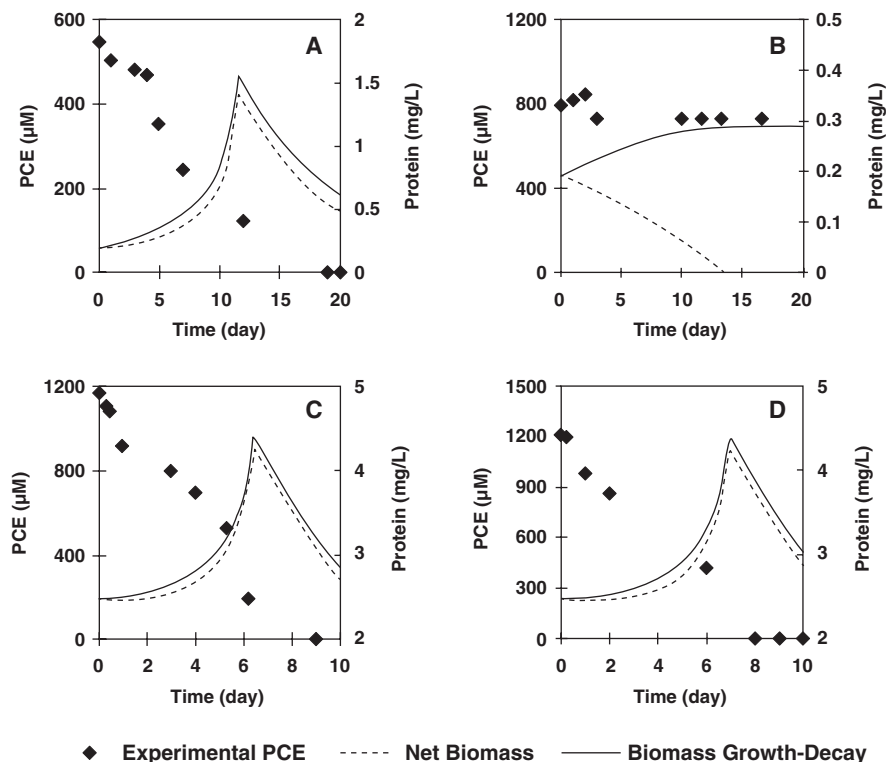 A
600
400
200
0
2
1.5
1
0.5
0
0 5 10 15 20
PCE (µM)
Protein (mg/L)
Time (day)
B
1200
800
400
0
0.5
0.4
0.3
0.2
0.1
0
0 5 10 15 20
PCE (µM)
Protein (mg/L)
Time (day)
C
1200
800
400
0
5
4
3
2
0 2 4 6 8 10
PCE (µM)
Protein (mg/L)
Time (day)
D
1500
1200
900
600
300
0
5
4
3
2
0 2 4 6 8 10
PCE (µM)
Protein (mg/L)
Time (day)
Experimental PCE Net Biomass Biomass Growth-Decay